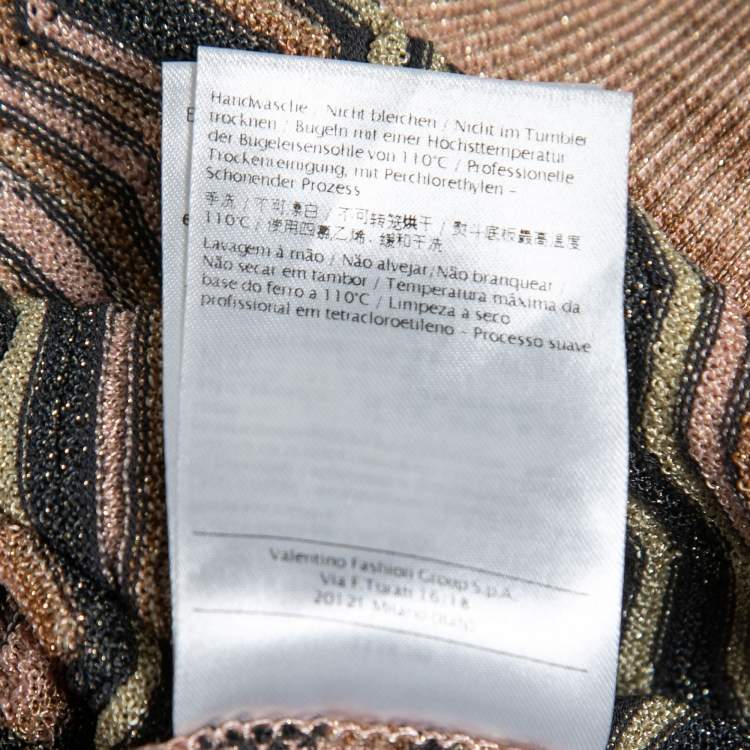 Handwäsche / Nicht bleichen / Nicht im Tumbler
trocknen / Bügeln mit einer Höchsttemperatur
der Bügeleisensohle von 110°C / Professionelle
Trockenreinigung, mit Perchlorethylen -
Schonender Prozess
手洗 / 不可漂白 / 不可转笼烘干 / 熨斗底板最高温度
110°C / 使用四氯乙烯, 缓和干洗
Lavagem à mão / Não alvejar/Não branquear /
Não secar em tambor / Temperatura máxima da
base do ferro a 110°C / Limpeza a seco
profissional em tetracloroetileno - Processo suave
Valentino Fashion Group S.p.A.
Via F. Turati 16/18
20121 Milano (Italy)